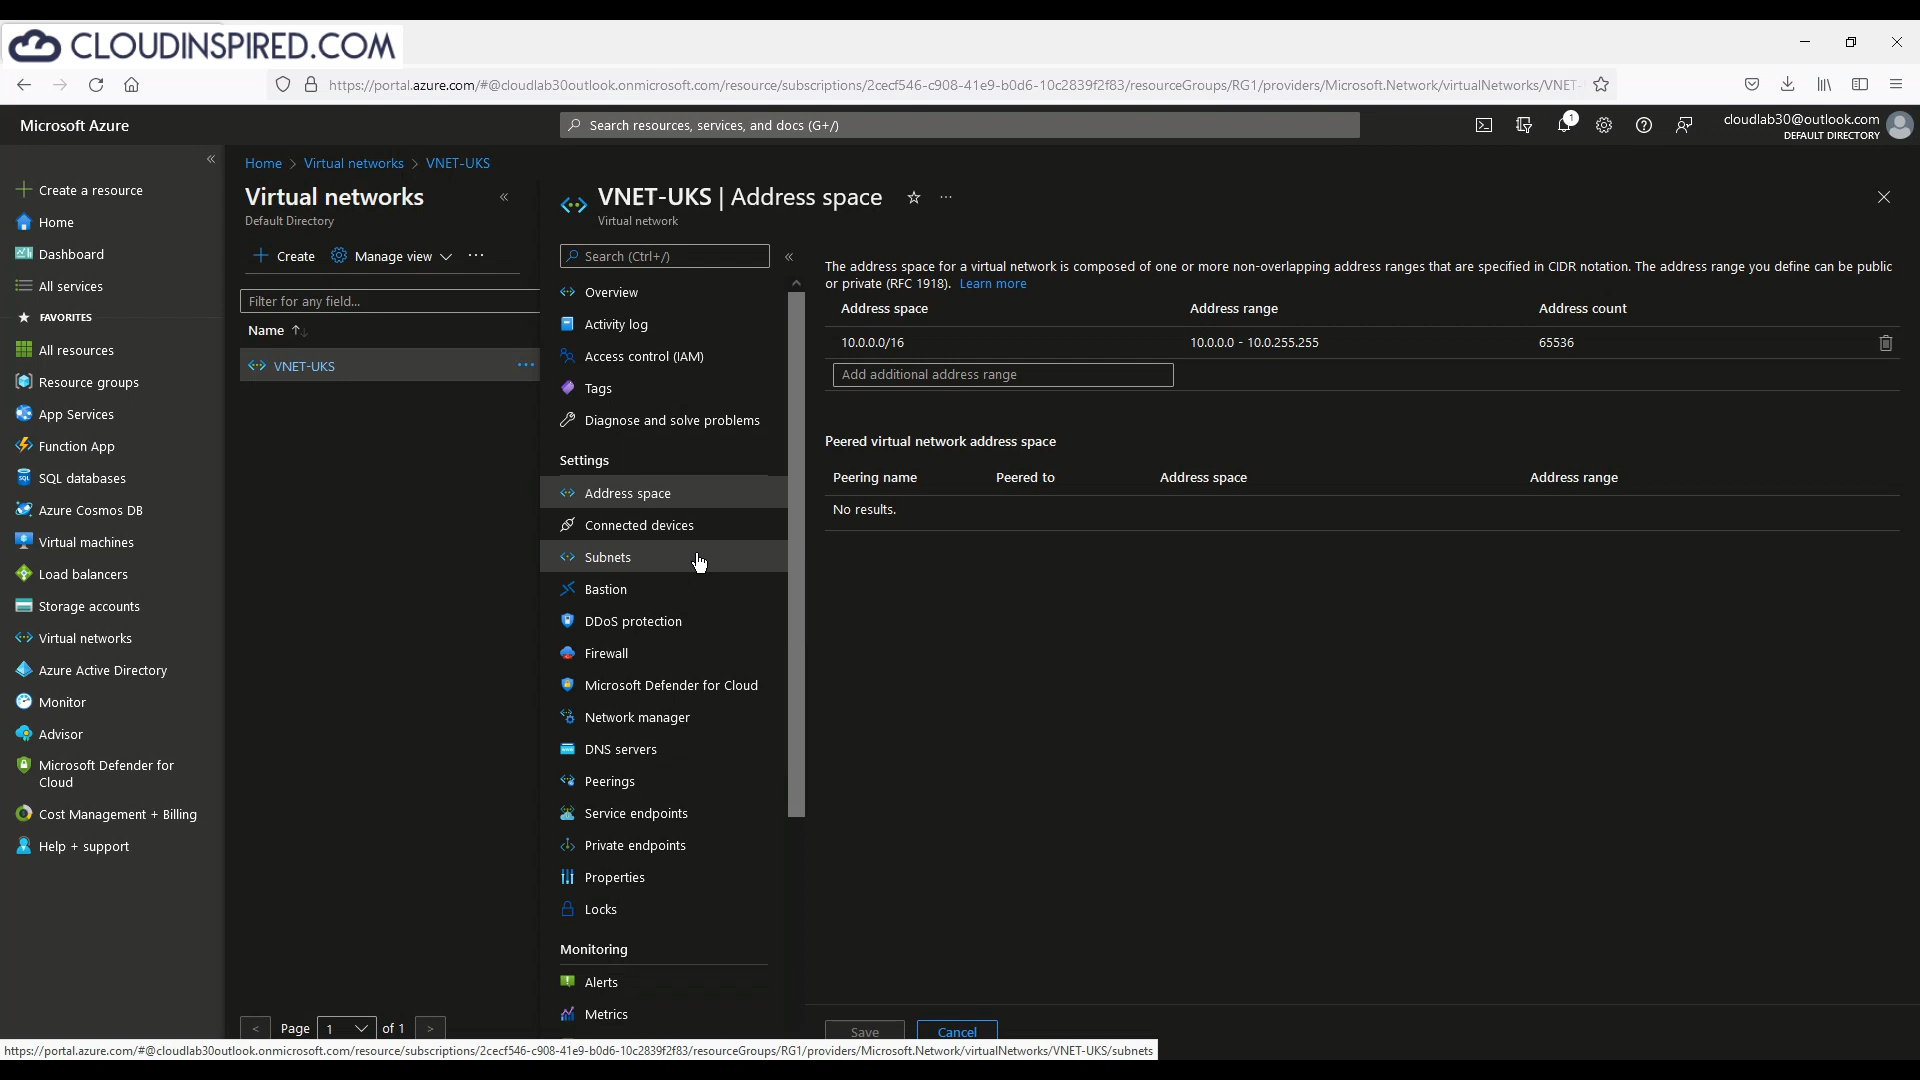 CLOUDINSPIRED.COM
https://portal.azure.com/#@cloudlab30outlook.onmicrosoft.com/resource/subscriptions/2cecf546-c908-41e9-b0d6-10c2839f2f83/resourceGroups/RG1/providers/Microsoft.Network/virtualNetworks/VNET-
Microsoft Azure
Search resources, services, and docs (G+/)
1
cloudlab30@outlook.com
DEFAULT DIRECTORY
Create a resource
Home
Dashboard
All services
FAVORITES
All resources
Resource groups
App Services
Function App
SQL databases
Azure Cosmos DB
Virtual machines
Load balancers
Storage accounts
Virtual networks
Azure Active Directory
Monitor
Advisor
Microsoft Defender for
Cloud
Cost Management + Billing
Help + support
Home > Virtual networks > VNET-UKS
Virtual networks
Default Directory
Create
Manage view
Filter for any field...
Name
VNET-UKS
< Page 1 of 1 >
VNET-UKS | Address space
Virtual network
Search (Ctrl+/)
Overview
Activity log
Access control (IAM)
Tags
Diagnose and solve problems
Settings
Address space
Connected devices
Subnets
Bastion
DDoS protection
Firewall
Microsoft Defender for Cloud
Network manager
DNS servers
Peerings
Service endpoints
Private endpoints
Properties
Locks
Monitoring
Alerts
Metrics
The address space for a virtual network is composed of one or more non-overlapping address ranges that are specified in CIDR notation. The address range you define can be public
or private (RFC 1918). Learn more
Address space Address range Address count
10.0.0.0/16 10.0.0.0 - 10.0.255.255 65536
Add additional address range
Peered virtual network address space
Peering name Peered to Address space Address range
No results.
Save Cancel
https://portal.azure.com/#@cloudlab30outlook.onmicrosoft.com/resource/subscriptions/2cecf546-c908-41e9-b0d6-10c2839f2f83/resourceGroups/RG1/providers/Microsoft.Network/virtualNetworks/VNET-UKS/subnets